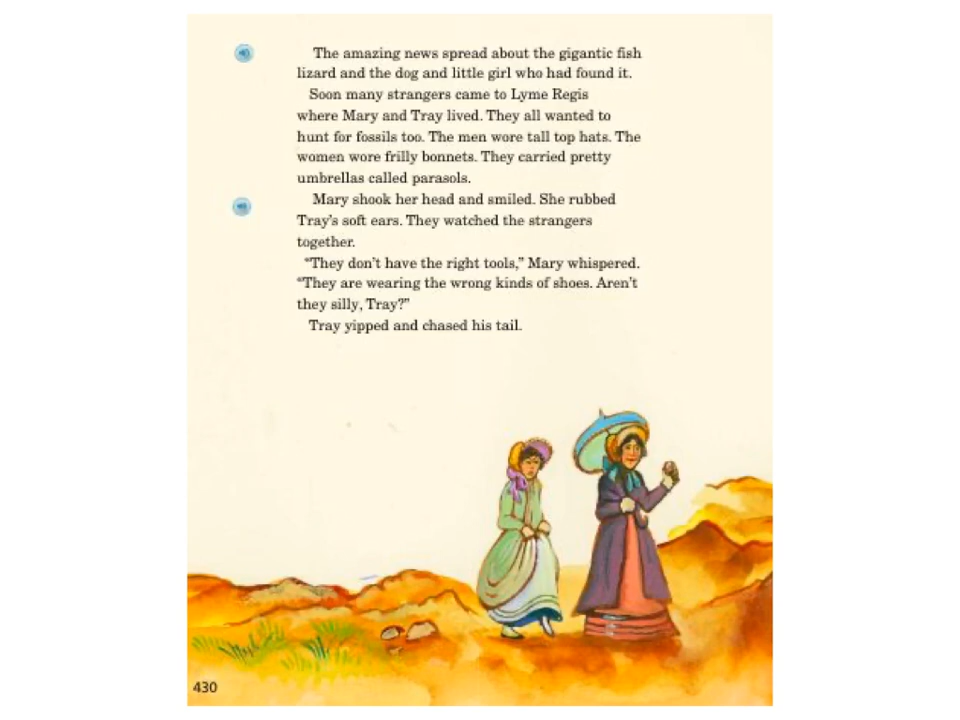 The amazing news spread about the gigantic fish
lizard and the dog and little girl who had found it.
Soon many strangers came to Lyme Regis
where Mary and Tray lived. They all wanted to
hunt for fossils too. The men wore tall top hats. The
women wore frilly bonnets. They carried pretty
umbrellas called parasols.
Mary shook her head and smiled. She rubbed
Tray's soft ears. They watched the strangers
together.
“They don't have the right tools,” Mary whispered.
“They are wearing the wrong kinds of shoes. Aren't
they silly, Tray?”
Tray yipped and chased his tail.
430